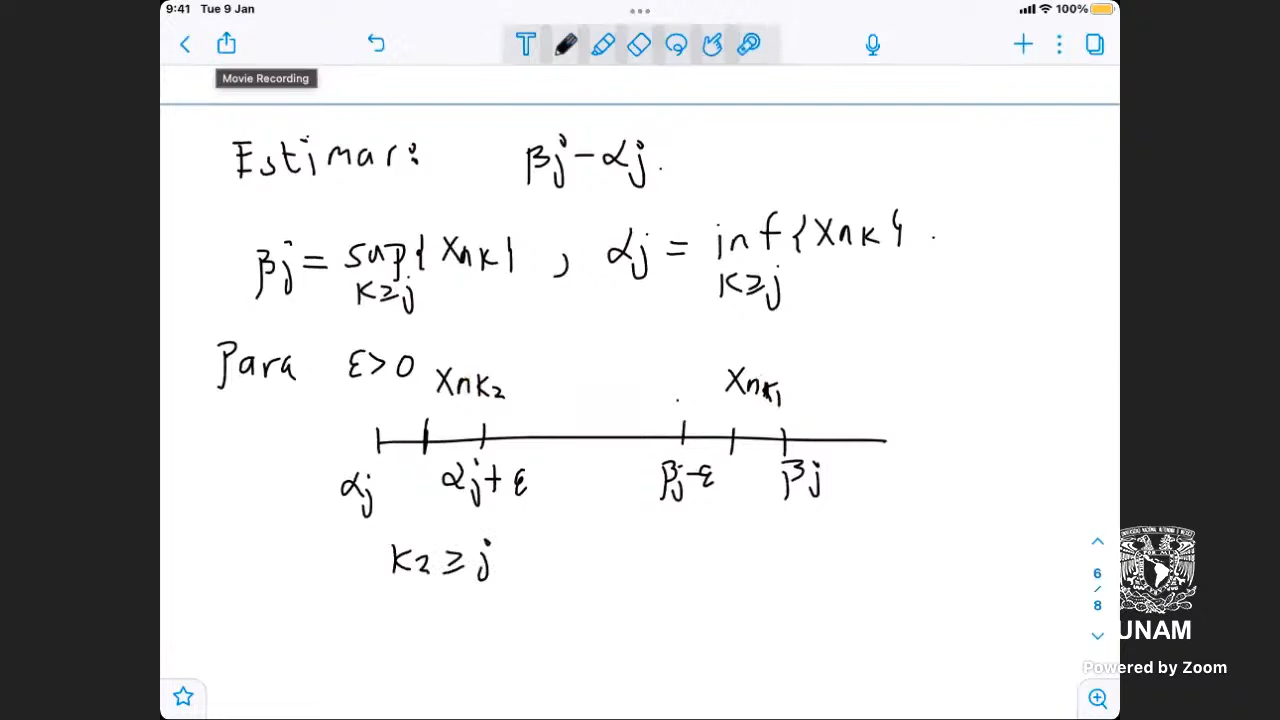 9:41 Tue 9 Jan
100%
Movie Recording
Estimar: βj − αj.
βj = sup{Xnk} , αj = inf{Xnk}.
k≥j k≥j
Para ε>0
Xnk₂ Xnk₁
αj αj+ε βj−ε βj
k₂ ≥ j
6
/
8
UNAM
Powered by Zoom